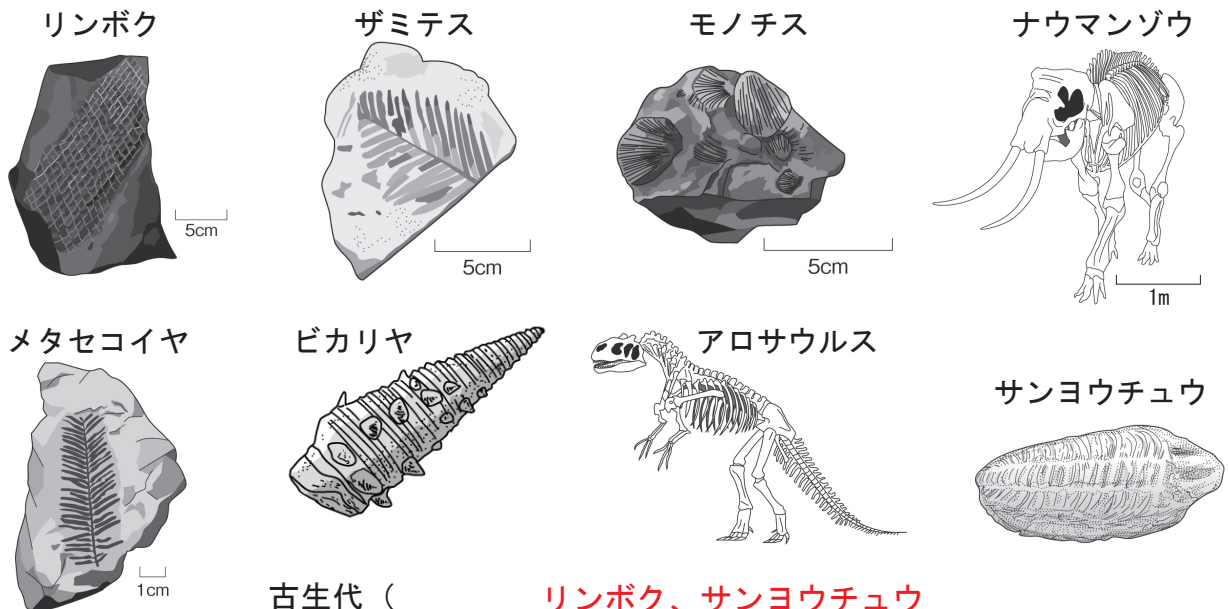 リンボク
ザミテス
モノチス
ナウマンゾウ
5cm
5cm
5cm
1m
メタセコイヤ
ビカリヤ
アロサウルス
サンヨウチュウ
1cm
古生代（ リンボク、サンヨウチュウ